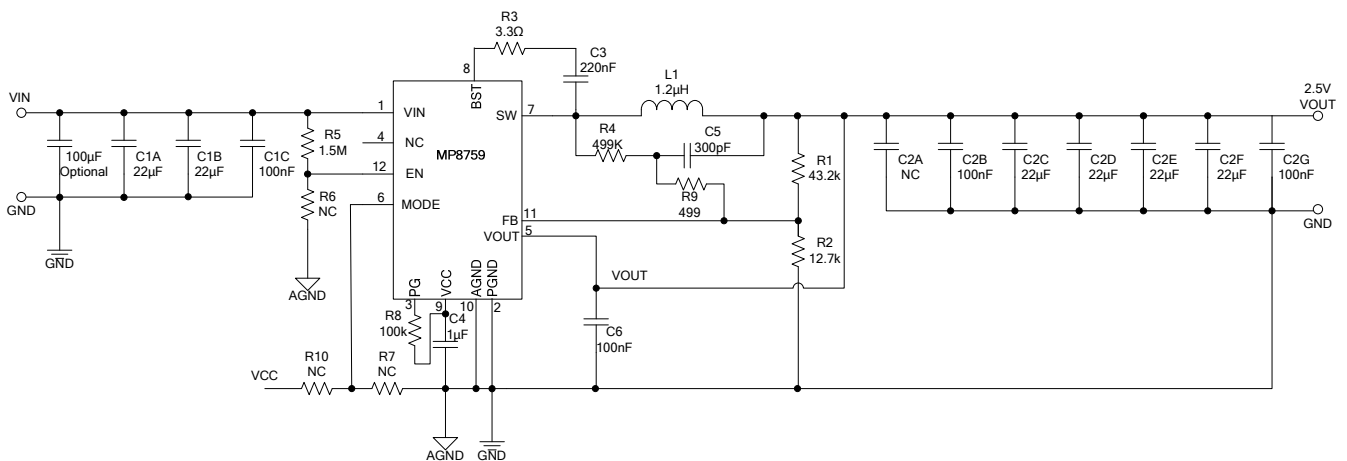 R3
3.3Ω
C3
220nF
8
BST
L1
1.2µH
2.5V
VOUT
VIN
1
VIN
SW
7
4
NC
MP8759
R5
1.5M
12
EN
R6
NC
6
MODE
100µF
Optional
C1A
22µF
C1B
22µF
C1C
100nF
R4
499K
C5
300pF
R9
499
R1
43.2k
C2A
NC
C2B
100nF
C2C
22µF
C2D
22µF
C2E
22µF
C2F
22µF
C2G
100nF
GND
GND
FB
11
VOUT
5
R2
12.7k
GND
AGND
PG
VCC
AGND
PGND
3
9
10
2
VOUT
R8
100k
C4
1µF
C6
100nF
VCC
R10
NC
R7
NC
AGND
GND